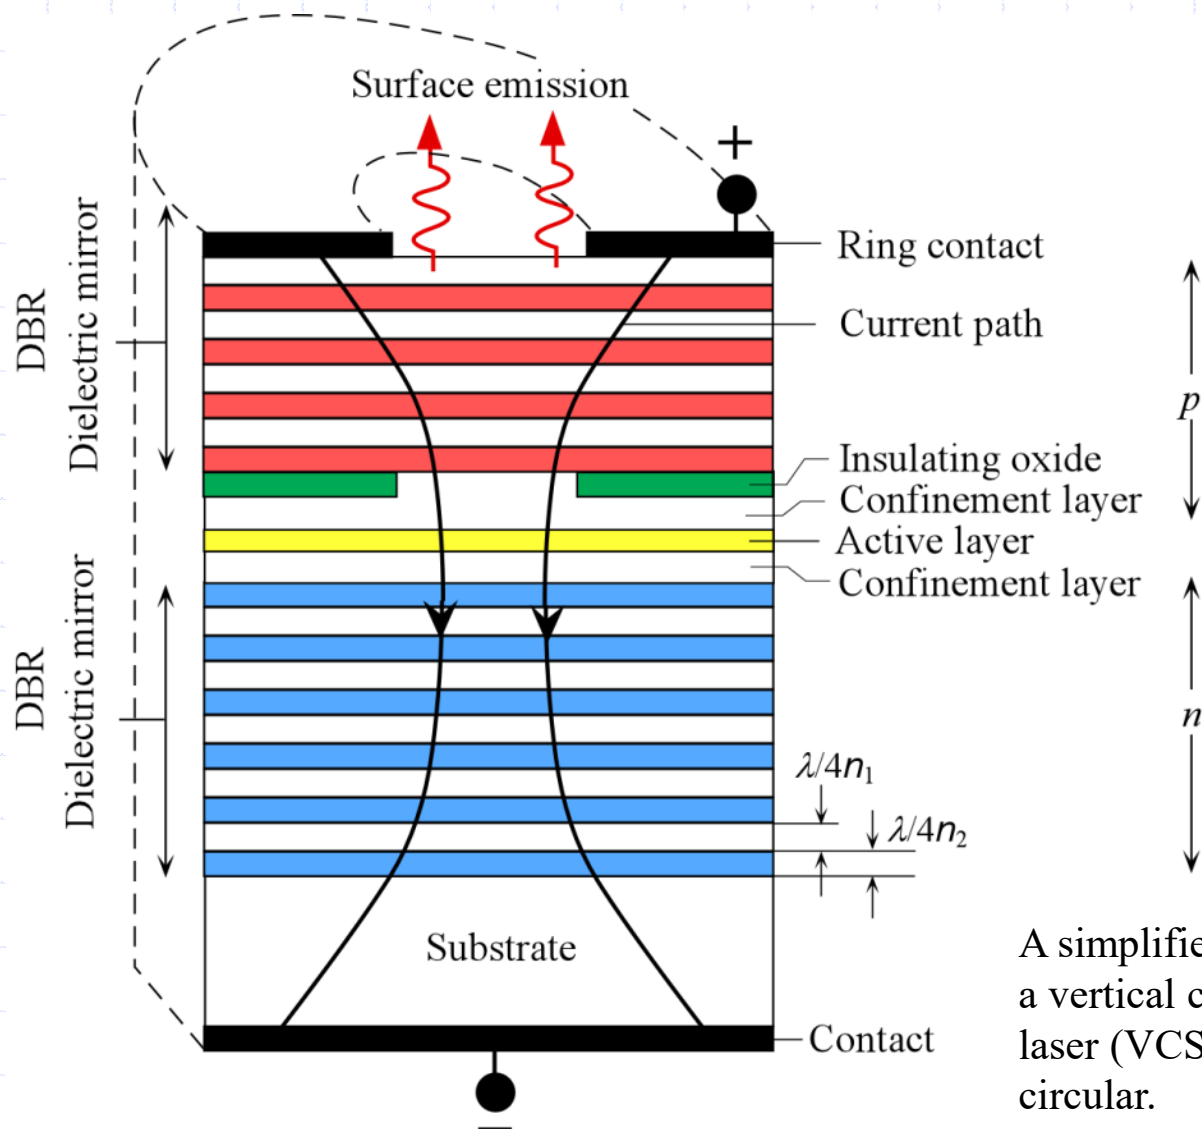 Surface emission
+
Ring contact
DBR
Dielectric mirror
Current path
p
Insulating oxide
Confinement layer
Active layer
Confinement layer
DBR
Dielectric mirror
n
λ/4n₁
λ/4n₂
Substrate
A simplifie
a vertical c
laser (VCS
circular.
Contact
−